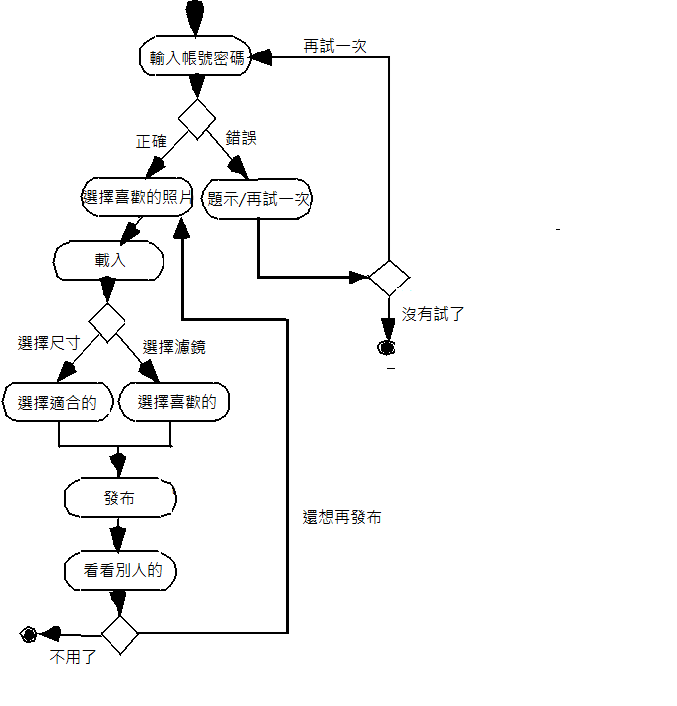 再試一次
輸入帳號密碼
正確
錯誤
選擇喜歡的照片
題示/再試一次
載入
沒有試了
選擇尺寸
選擇濾鏡
選擇適合的
選擇喜歡的
發布
還想再發布
看看別人的
不用了